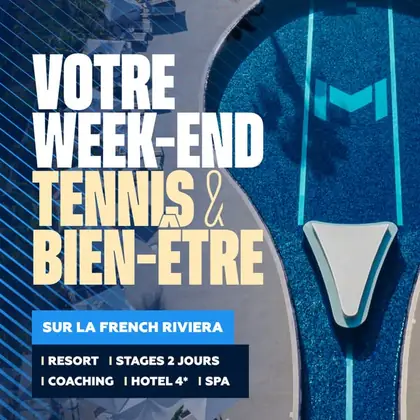 VOTRE
WEEK-END
TENNIS &
BIEN-ÊTRE
SUR LA FRENCH RIVIERA
I RESORT I STAGES 2 JOURS
I COACHING I HOTEL 4* I SPA
M